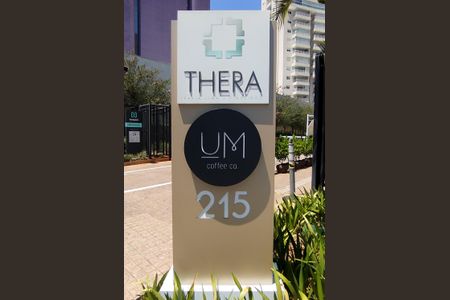 THERA
UM
coffee co.
215